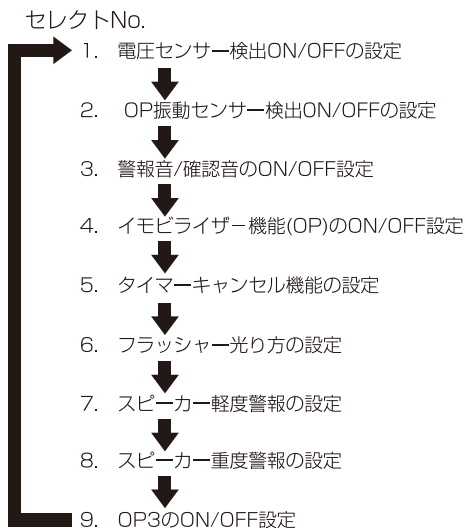 セレクトNo.
1. 電圧センサー検出ON/OFFの設定
2. OP振動センサー検出ON/OFFの設定
3. 警報音/確認音のON/OFF設定
4. イモビライザー機能(OP)のON/OFF設定
5. タイマーキャンセル機能の設定
6. フラッシャー光り方の設定
7. スピーカー軽度警報の設定
8. スピーカー重度警報の設定
9. OP3のON/OFF設定